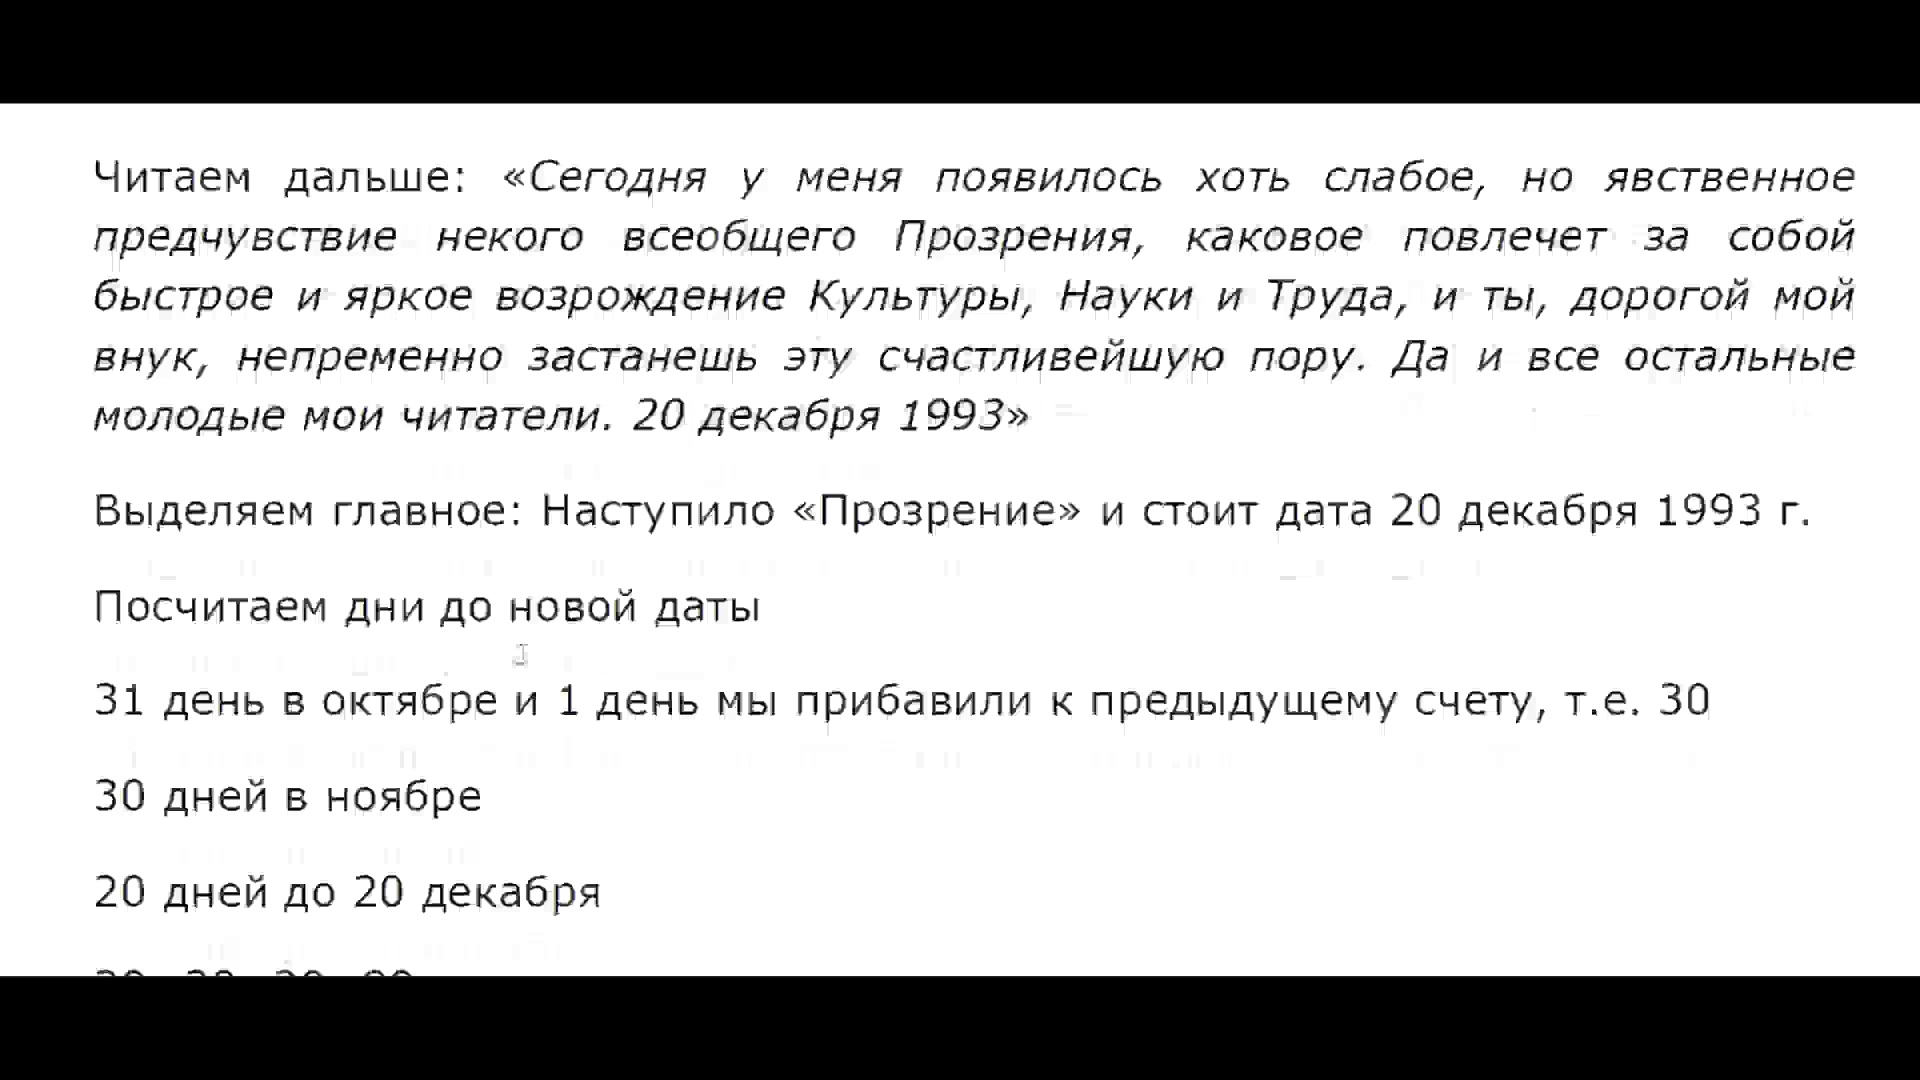 Читаем дальше: «Сегодня у меня появилось хоть слабое, но явственное
предчувствие некого всеобщего Прозрения, каковое повлечет за собой
быстрое и яркое возрождение Культуры, Науки и Труда, и ты, дорогой мой
внук, непременно застанешь эту счастливейшую пору. Да и все остальные
молодые мои читатели. 20 декабря 1993»
Выделяем главное: Наступило «Прозрение» и стоит дата 20 декабря 1993 г.
Посчитаем дни до новой даты
31 день в октябре и 1 день мы прибавили к предыдущему счету, т.е. 30
30 дней в ноябре
20 дней до 20 декабря